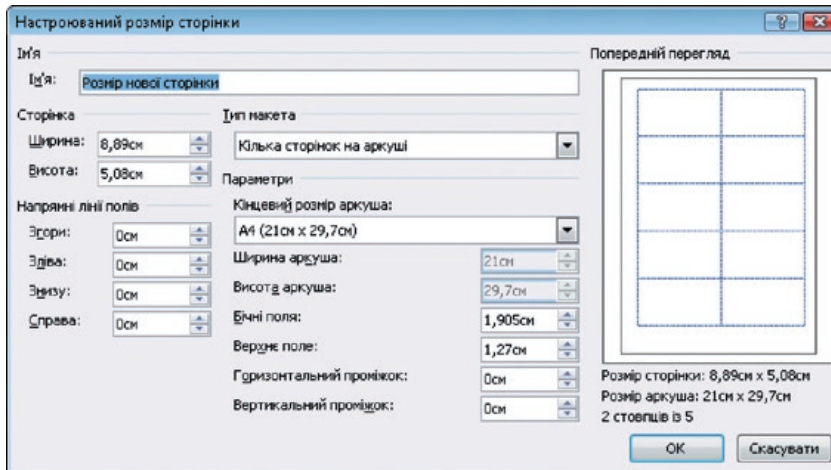 Настроюваний розмір сторінки
Ім'я
Ім'я: Розмір нової сторінки
Сторінка
Ширина: 8,89см
Висота: 5,08см
Напрямні лінії полів
Згори: 0см
Зліва: 0см
Знизу: 0см
Справа: 0см
Тип макета
Кілька сторінок на аркуші
Параметри
Кінцевий розмір аркуша:
A4 (21см x 29,7см)
Ширина аркуша: 21см
Висота аркуша: 29,7см
Бічні поля: 1,905см
Верхнє поле: 1,27см
Горизонтальний проміжок: 0см
Вертикальний проміжок: 0см
Попередній перегляд
Розмір сторінки: 8,89см x 5,08см
Розмір аркуша: 21см x 29,7см
2 стовпців із 5
ОК
Скасувати